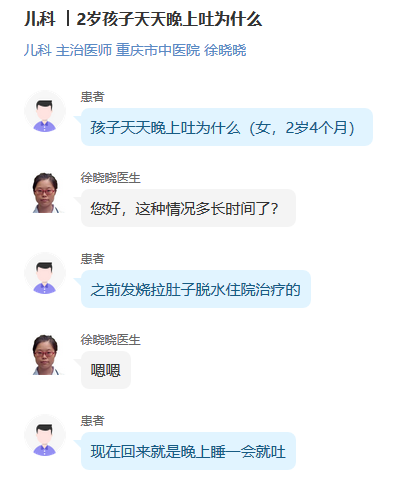 儿科 | 2岁孩子天天晚上吐为什么
儿科 主治医师 重庆市中医院 徐晓晓
患者
孩子天天晚上吐为什么（女，2岁4个月）
徐晓晓医生
您好，这种情况多长时间了？
患者
之前发烧拉肚子脱水住院治疗的
徐晓晓医生
嗯嗯
患者
现在回来就是晚上睡一会就吐